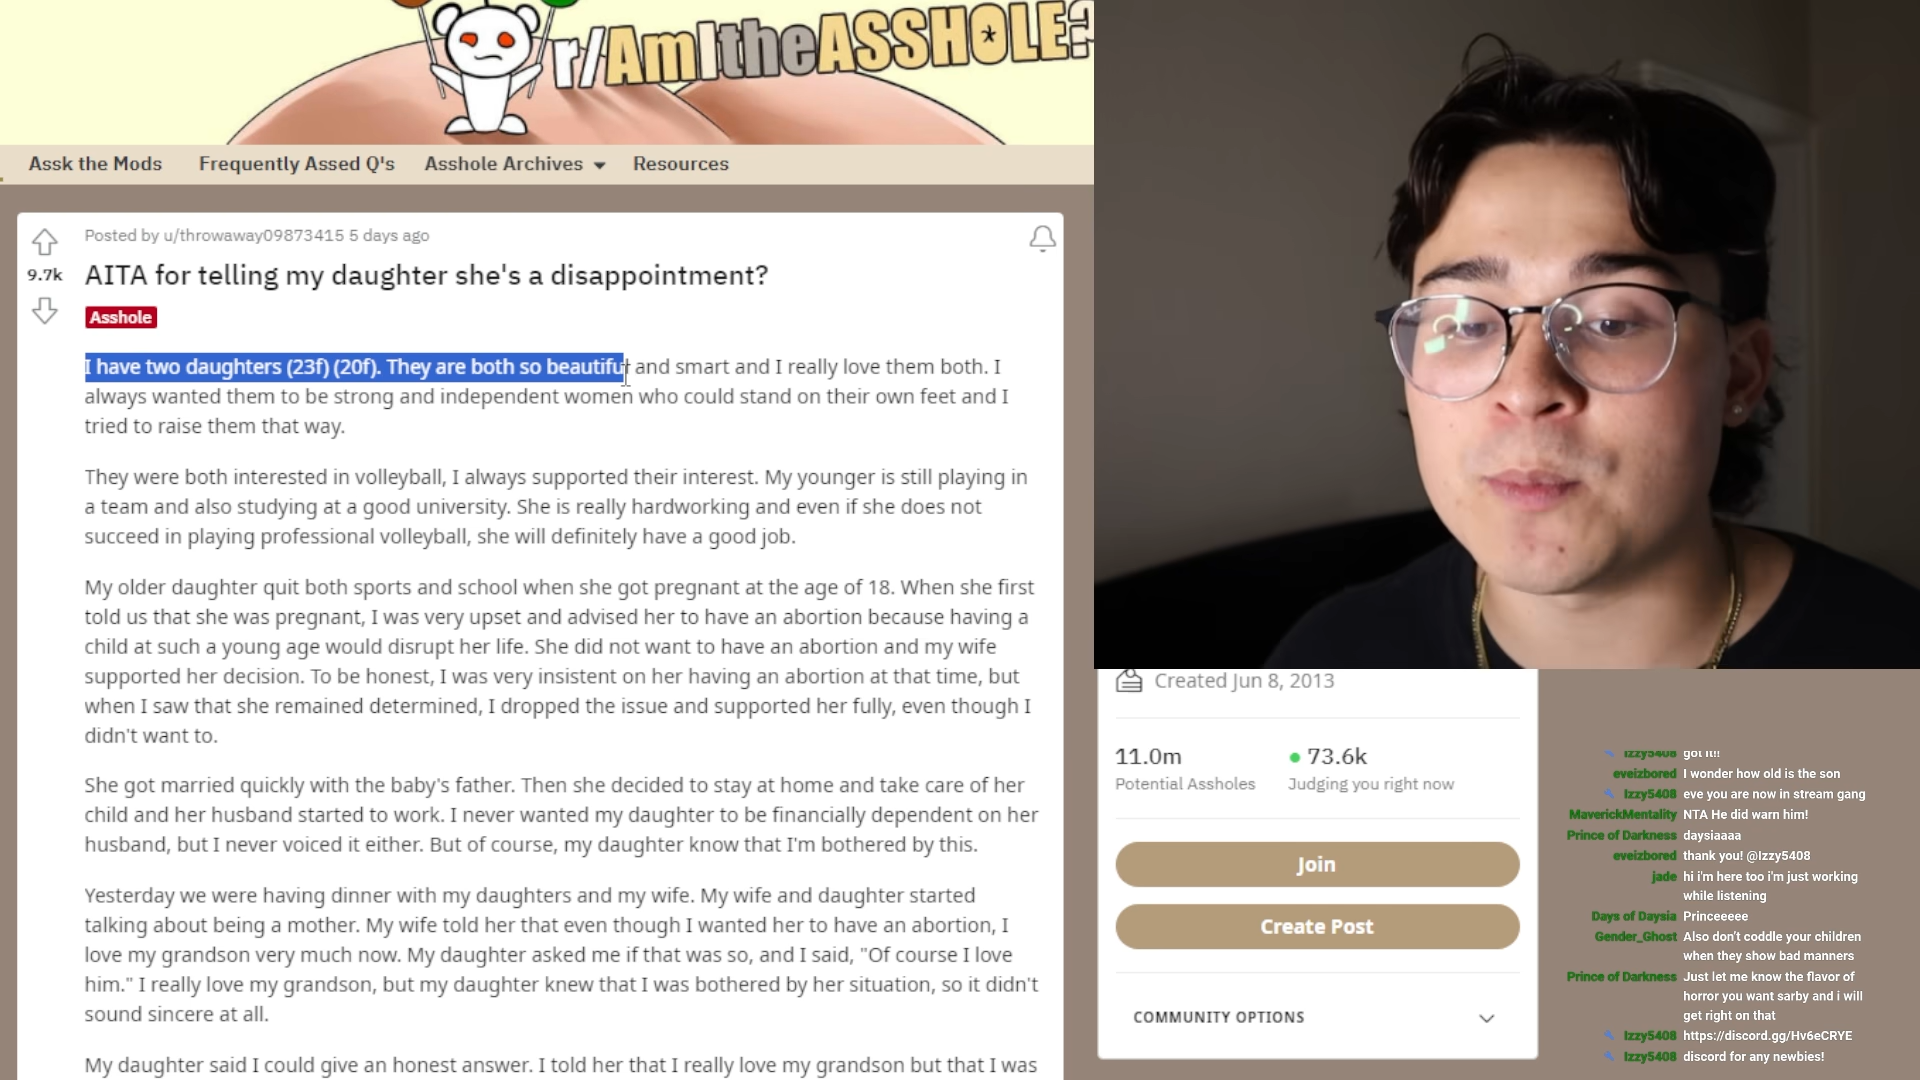 r/AmItheASSHOLE?
Assk the Mods Frequently Assed Q's Asshole Archives Resources
Posted by u/throwaway09873415 5 days ago
9.7k
AITA for telling my daughter she's a disappointment?
Asshole
I have two daughters (23f) (20f). They are both so beautiful and smart and I really love them both. I
always wanted them to be strong and independent women who could stand on their own feet and I
tried to raise them that way.
They were both interested in volleyball, I always supported their interest. My younger is still playing in
a team and also studying at a good university. She is really hardworking and even if she does not
succeed in playing professional volleyball, she will definitely have a good job.
My older daughter quit both sports and school when she got pregnant at the age of 18. When she first
told us that she was pregnant, I was very upset and advised her to have an abortion because having a
child at such a young age would disrupt her life. She did not want to have an abortion and my wife
supported her decision. To be honest, I was very insistent on her having an abortion at that time, but
when I saw that she remained determined, I dropped the issue and supported her fully, even though I
didn't want to.
She got married quickly with the baby's father. Then she decided to stay at home and take care of her
child and her husband started to work. I never wanted my daughter to be financially dependent on her
husband, but I never voiced it either. But of course, my daughter know that I'm bothered by this.
Yesterday we were having dinner with my daughters and my wife. My wife and daughter started
talking about being a mother. My wife told her that even though I wanted her to have an abortion, I
love my grandson very much now. My daughter asked me if that was so, and I said, "Of course I love
him." I really love my grandson, but my daughter knew that I was bothered by her situation, so it didn't
sound sincere at all.
My daughter said I could give an honest answer. I told her that I really love my grandson but that I was
Created Jun 8, 2013
11.0m 73.6k
Potential Assholes Judging you right now
Join
Create Post
COMMUNITY OPTIONS
Izzy5408 got it!!
eveizbored I wonder how old is the son
Izzy5408 eve you are now in stream gang
MaverickMentality NTA He did warn him!
Prince of Darkness daysiaaaa
eveizbored thank you! @Izzy5408
jade hi i'm here too i'm just working
while listening
Days of Daysia Princeeeee
Gender_Ghost Also don't coddle your children
when they show bad manners
Prince of Darkness Just let me know the flavor of
horror you want sarby and i will
get right on that
Izzy5408 https://discord.gg/Hv6eCRYE
Izzy5408 discord for any newbies!